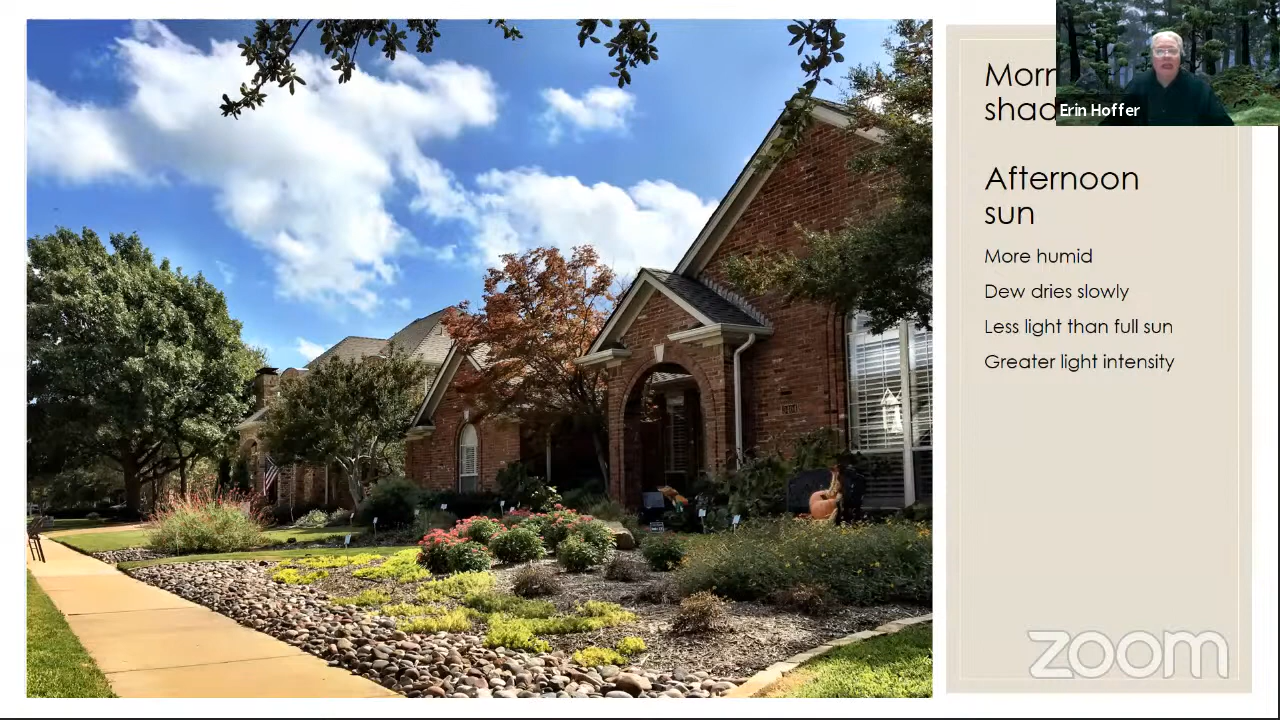 Erin Hoffer
Afternoon
sun
More humid
Dew dries slowly
Less light than full sun
Greater light intensity
zoom